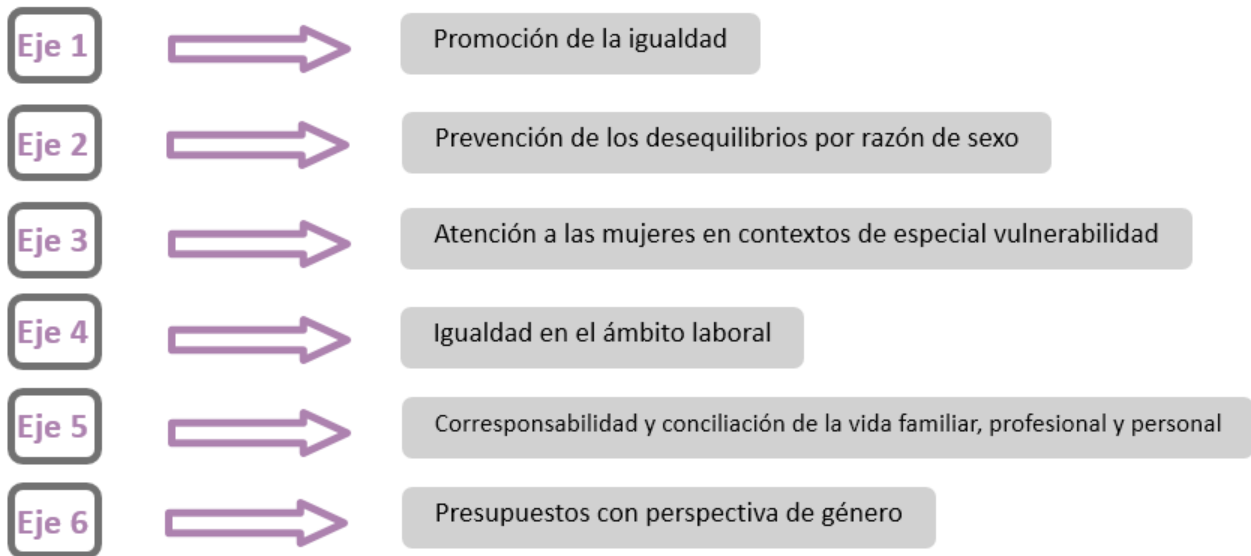 Eje 1 Promoción de la igualdad
Eje 2 Prevención de los desequilibrios por razón de sexo
Eje 3 Atención a las mujeres en contextos de especial vulnerabilidad
Eje 4 Igualdad en el ámbito laboral
Eje 5 Corresponsabilidad y conciliación de la vida familiar, profesional y personal
Eje 6 Presupuestos con perspectiva de género